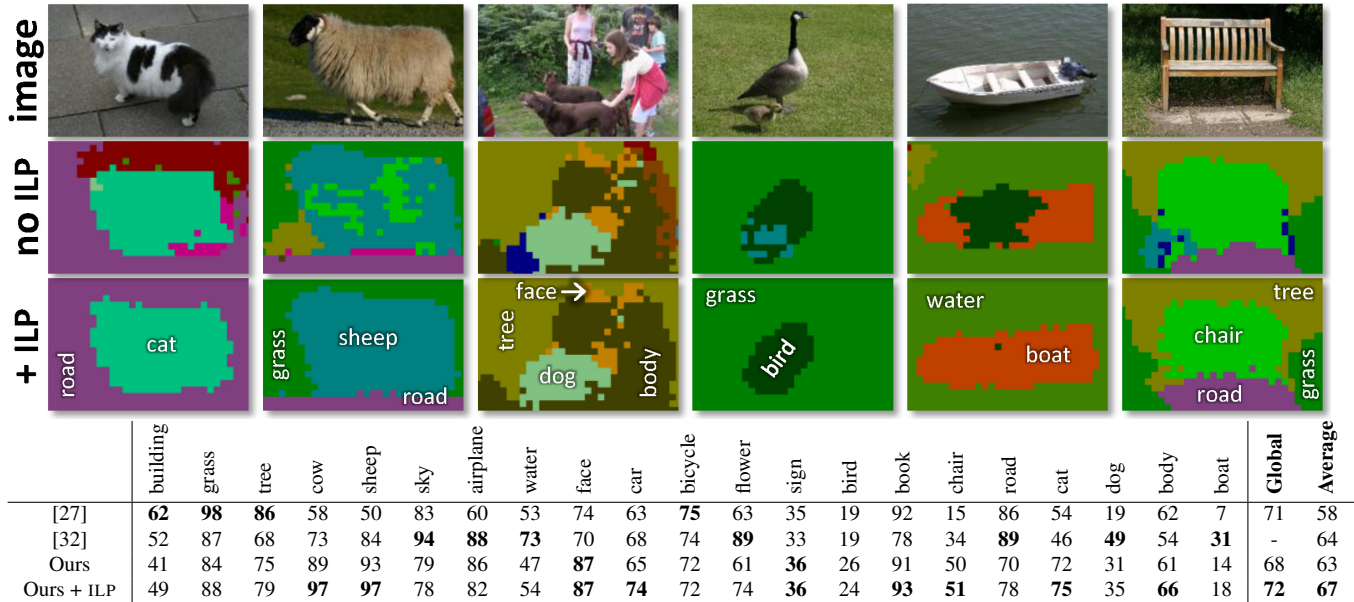 image
no ILP
+ ILP
road
cat
grass
sheep
road
face →
tree
dog
body
grass
bird
water
boat
tree
chair
road
grass
building grass tree cow sheep sky airplane water face car bicycle flower sign bird book chair road cat dog body boat Global Average
[27] 62 98 86 58 50 83 60 53 74 63 75 63 35 19 92 15 86 54 19 62 7 71 58
[32] 52 87 68 73 84 94 88 73 70 68 74 89 33 19 78 34 89 46 49 54 31 - 64
Ours 41 84 75 89 93 79 86 47 87 65 72 61 36 26 91 50 70 72 31 61 14 68 63
Ours + ILP 49 88 79 97 97 78 82 54 87 74 72 74 36 24 93 51 78 75 35 66 18 72 67